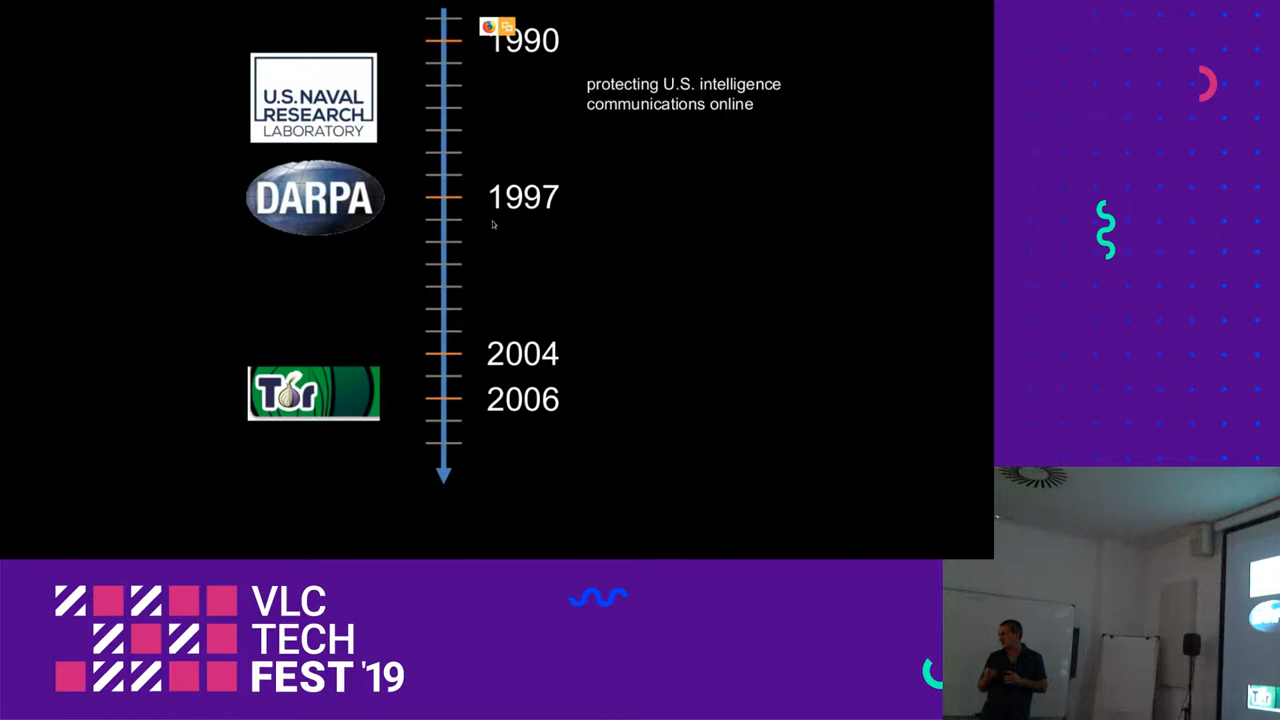 1990
protecting U.S. intelligence
communications online
U.S. NAVAL
RESEARCH
LABORATORY
DARPA
1997
2004
Tor
2006
VLC
TECH
FEST '19